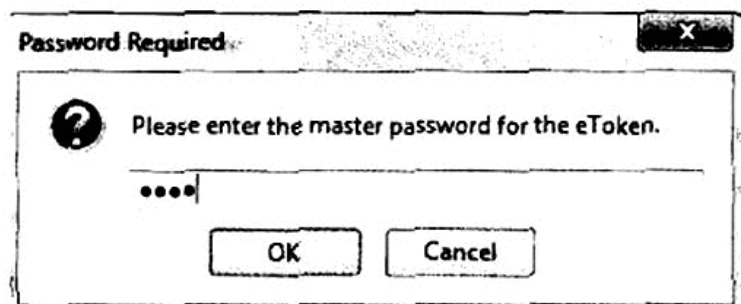 Password Required
Please enter the master password for the eToken.
••••
OK
Cancel